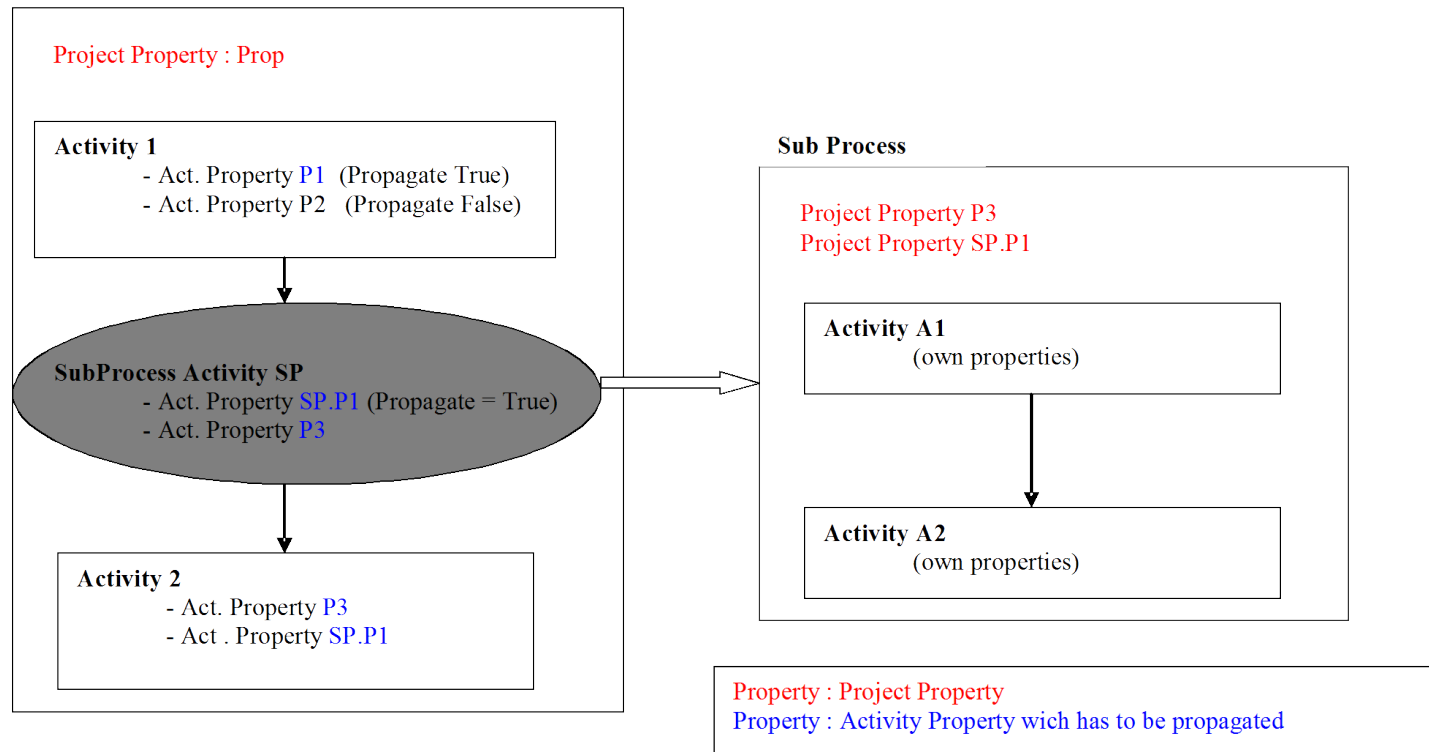 Project Property : Prop
Activity 1
- Act. Property P1 (Propagate True)
- Act. Property P2 (Propagate False)
SubProcess Activity SP
- Act. Property SP.P1 (Propagate = True)
- Act. Property P3
Activity 2
- Act. Property P3
- Act . Property SP.P1
Sub Process
Project Property P3
Project Property SP.P1
Activity A1
(own properties)
Activity A2
(own properties)
Property : Project Property
Property : Activity Property wich has to be propagated